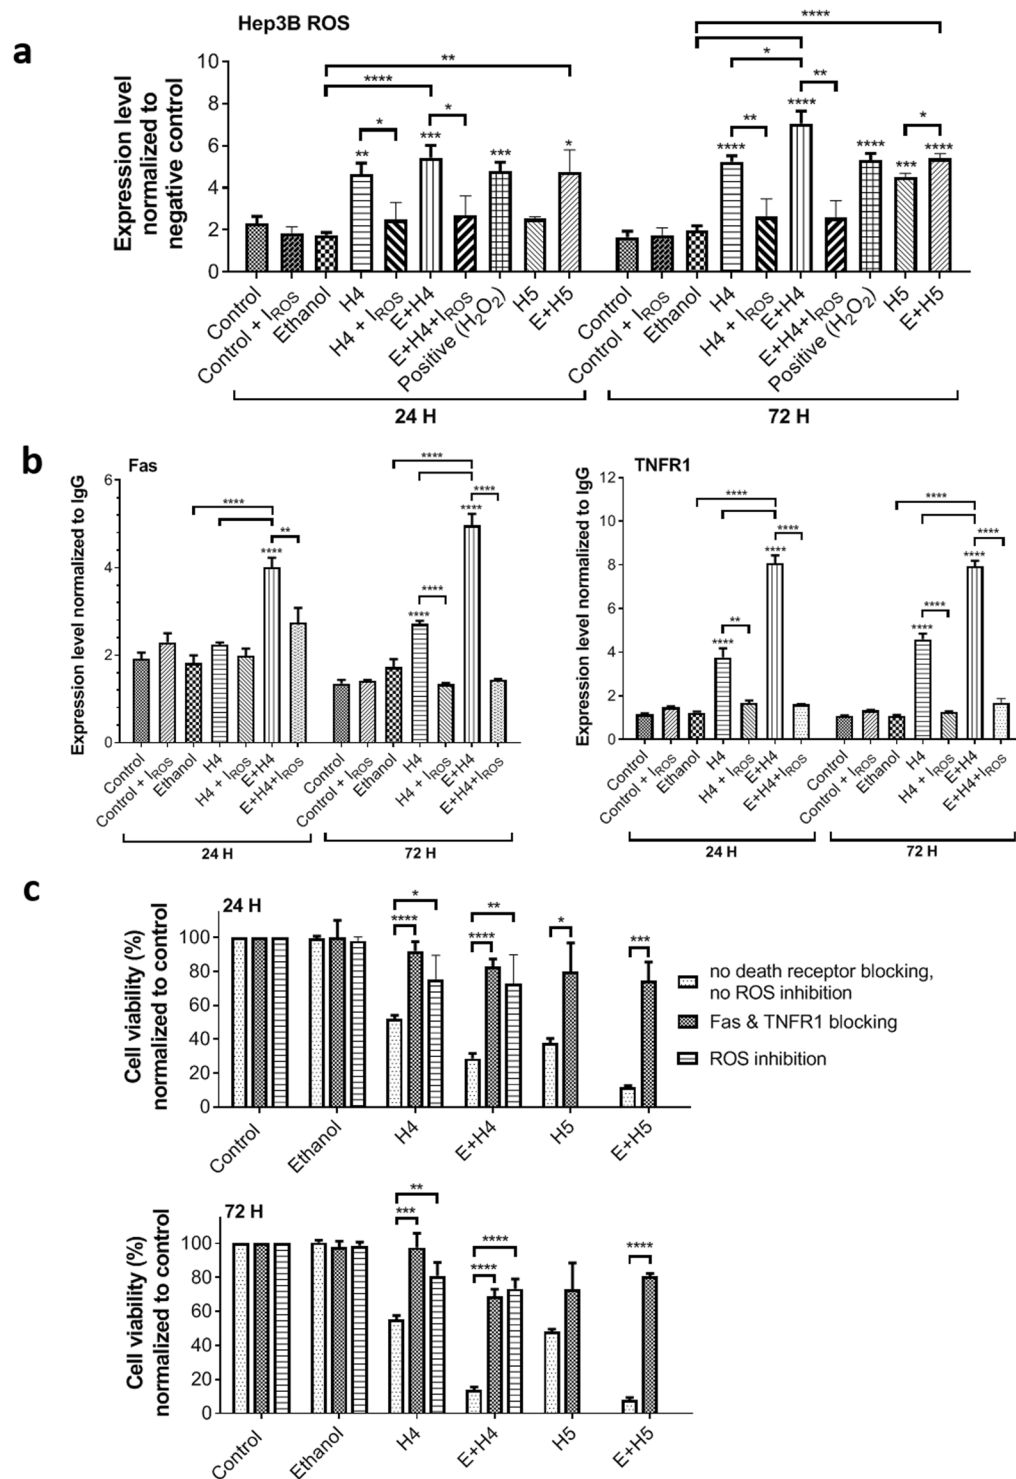 a
Hep3B ROS
Expression level
normalized to
negative control
10
8
6
4
2
0
**
****
*
**
***
*
***
*
****
*
**
****
**
****
****
*
***
****
Control
Control + IROS
Ethanol
H4
H4 + IROS
E+H4
E+H4+IROS
Positive (H2O2)
H5
E+H5
Control
Control + IROS
Ethanol
H4
H4 + IROS
E+H4
E+H4+IROS
Positive (H2O2)
H5
E+H5
24 H
72 H
b
Fas
Expression level normalized to IgG
6
4
2
0
****
**
****
****
****
****
****
****
Control
Control + IROS
Ethanol
H4
H4 + IROS
E+H4
E+H4+IROS
Control
Control + IROS
Ethanol
H4
H4 + IROS
E+H4
E+H4+IROS
24 H
72 H
TNFR1
Expression level normalized to IgG
12
10
8
6
4
2
0
****
****
****
**
****
****
****
****
****
****
Control
Control + IROS
Ethanol
H4
H4 + IROS
E+H4
E+H4+IROS
Control
Control + IROS
Ethanol
H4
H4 + IROS
E+H4
E+H4+IROS
24 H
72 H
c
24 H
Cell viability (%)
normalized to control
100
80
60
40
20
0
*
****
**
****
*
***
Control
Ethanol
H4
E+H4
H5
E+H5
no death receptor blocking,
no ROS inhibition
Fas & TNFR1 blocking
ROS inhibition
72 H
Cell viability (%)
normalized to control
100
80
60
40
20
0
**
***
****
****
****
Control
Ethanol
H4
E+H4
H5
E+H5